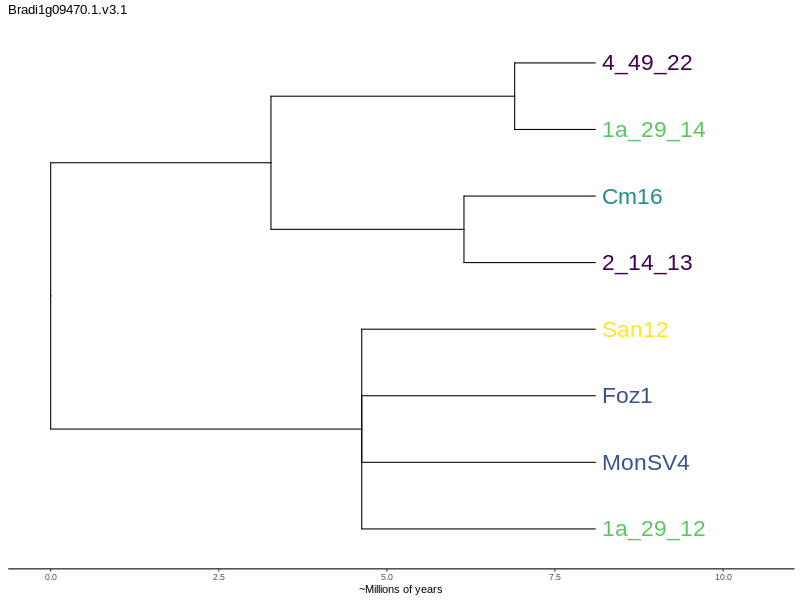 Bradi1g09470.1.v3.1
4_49_22
1a_29_14
Cm16
2_14_13
San12
Foz1
MonSV4
1a_29_12
0.0 2.5 5.0 7.5 10.0
~Millions of years